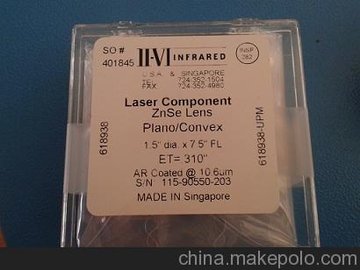 SO #
401845
II-VI INFRARED
INSP
262
U.S.A. & SINGAPORE
TEL: 724-352-1504
FAX 724-352-4980
Laser Component
ZnSe Lens
Plano/Convex
1.5" dia. x 7.5" FL
ET= 310"
AR Coated @ 10.6um
S/N 115-90550-203
MADE IN Singapore
618938
618938-UPM
china.makepolo.com